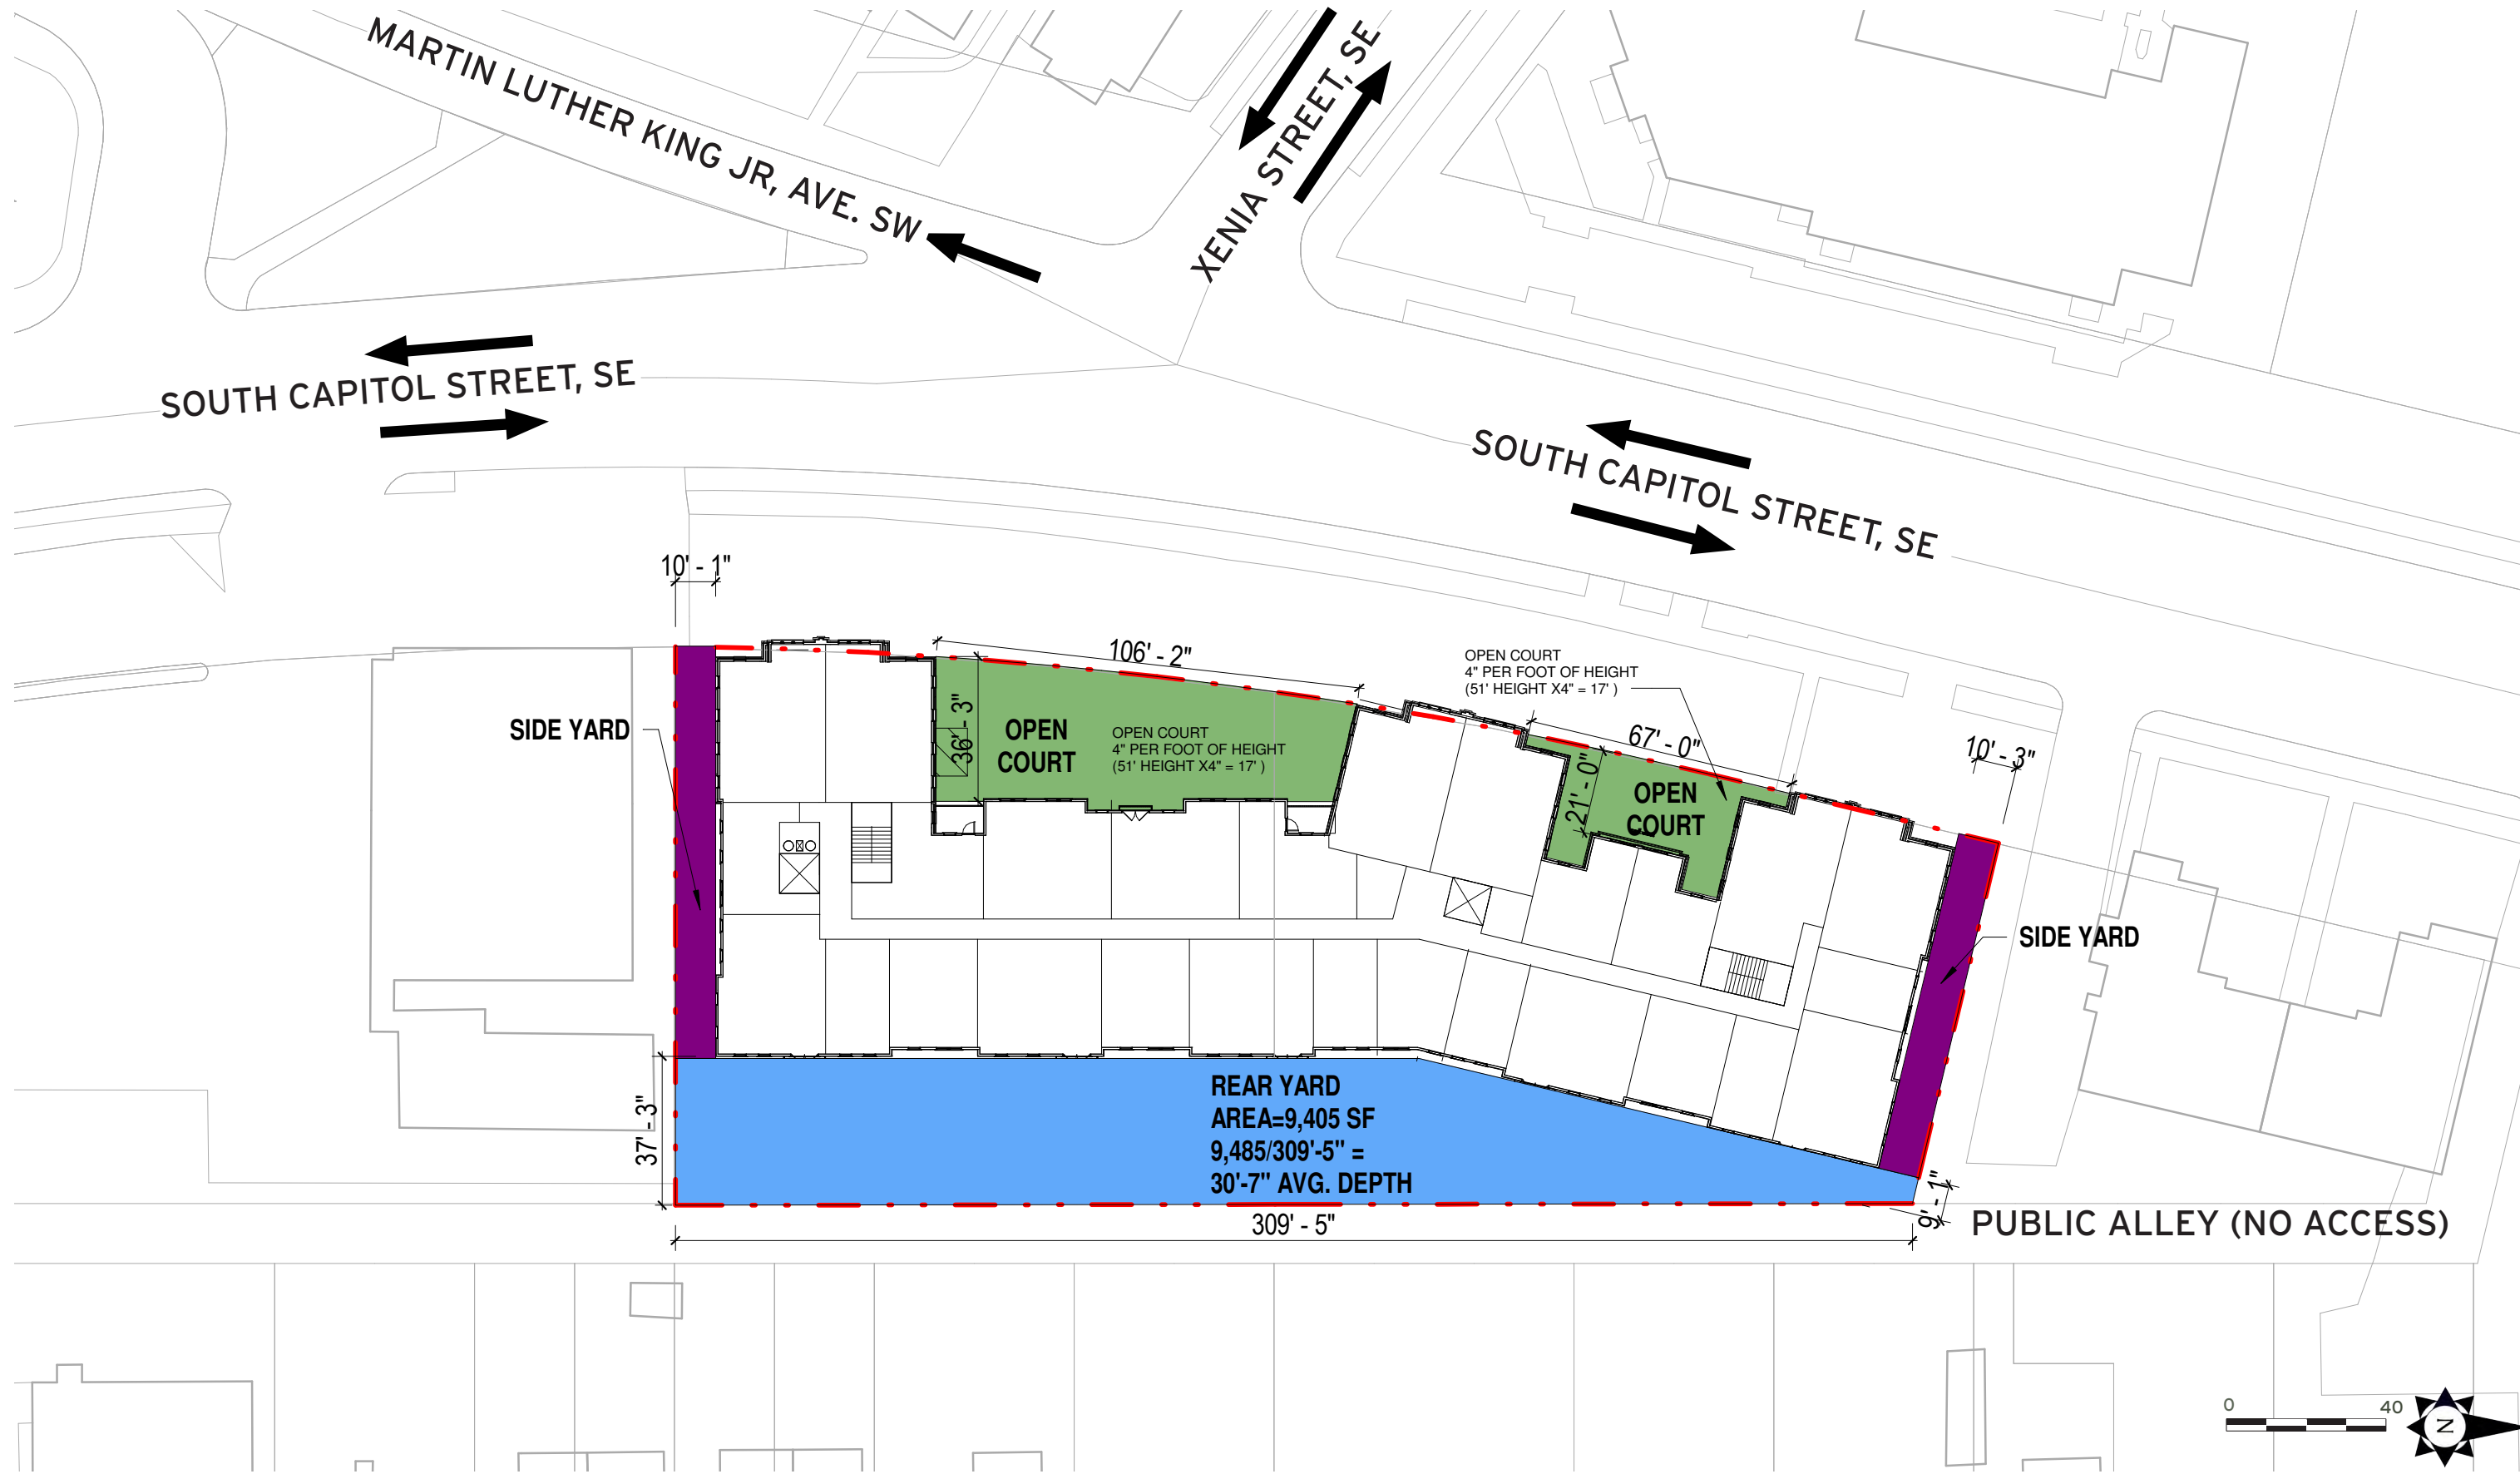 MARTIN LUTHER KING JR, AVE. SW
XENIA STREET, SE
SOUTH CAPITOL STREET, SE
SOUTH CAPITOL STREET, SE
10' - 1"
106' - 2"
OPEN COURT
4" PER FOOT OF HEIGHT
(51' HEIGHT X4" = 17' )
67' - 0"
10' - 3"
SIDE YARD
36' - 3"
OPEN
COURT
OPEN COURT
4" PER FOOT OF HEIGHT
(51' HEIGHT X4" = 17' )
21' - 0"
OPEN
COURT
SIDE YARD
37' - 3"
REAR YARD
AREA=9,405 SF
9,485/309'-5" =
30'-7" AVG. DEPTH
9' - 1"
309' - 5"
PUBLIC ALLEY (NO ACCESS)
0 40
N